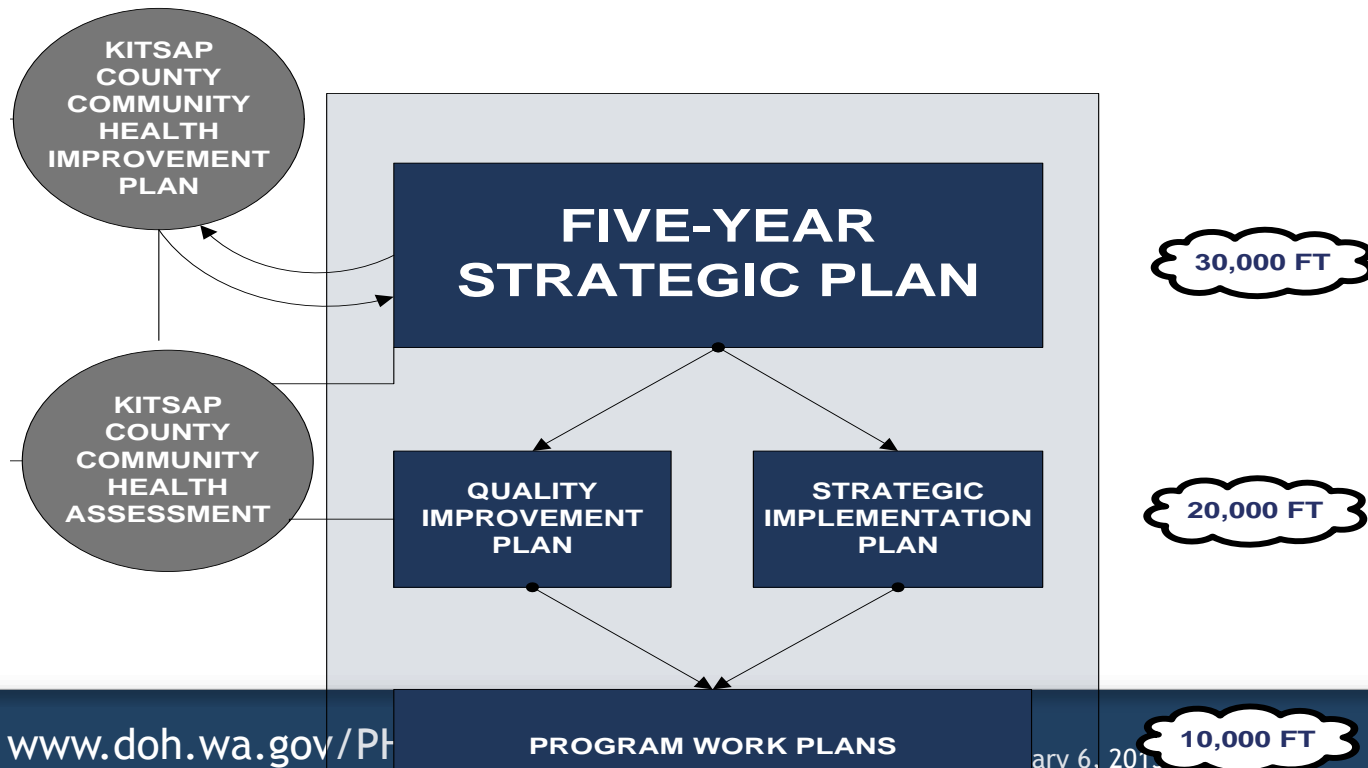 KITSAP
COUNTY
COMMUNITY
HEALTH
IMPROVEMENT
PLAN
FIVE-YEAR
STRATEGIC PLAN
30,000 FT
KITSAP
COUNTY
COMMUNITY
HEALTH
ASSESSMENT
QUALITY
IMPROVEMENT
PLAN
STRATEGIC
IMPLEMENTATION
PLAN
20,000 FT
www.doh.wa.gov/PH
PROGRAM WORK PLANS
6, 201
10,000 FT